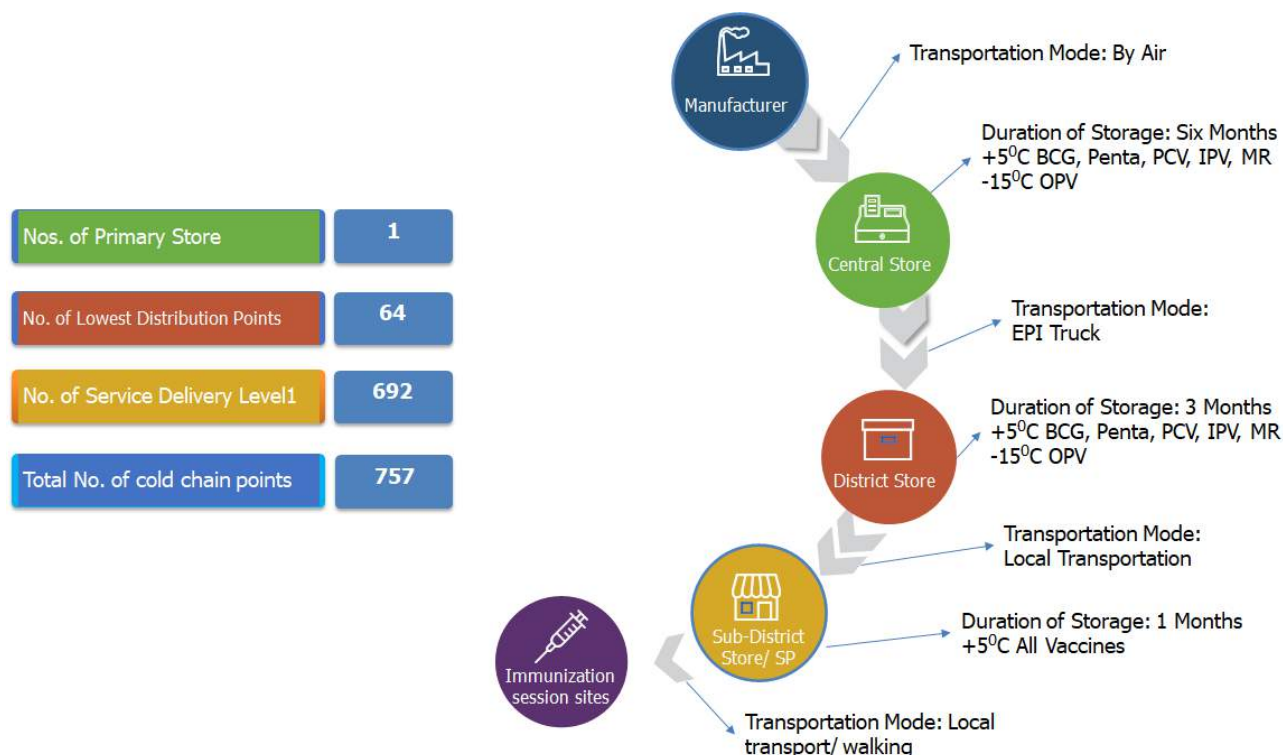 Manufacturer
Transportation Mode: By Air
Duration of Storage: Six Months
+5⁰C BCG, Penta, PCV, IPV, MR
-15⁰C OPV
Central Store
Nos. of Primary Store
1
No. of Lowest Distribution Points
64
No. of Service Delivery Level1
692
Total No. of cold chain points
757
Transportation Mode:
EPI Truck
District Store
Duration of Storage: 3 Months
+5⁰C BCG, Penta, PCV, IPV, MR
-15⁰C OPV
Transportation Mode:
Local Transportation
Sub-District
Store/ SP
Duration of Storage: 1 Months
+5⁰C All Vaccines
Immunization
session sites
Transportation Mode: Local
transport/ walking